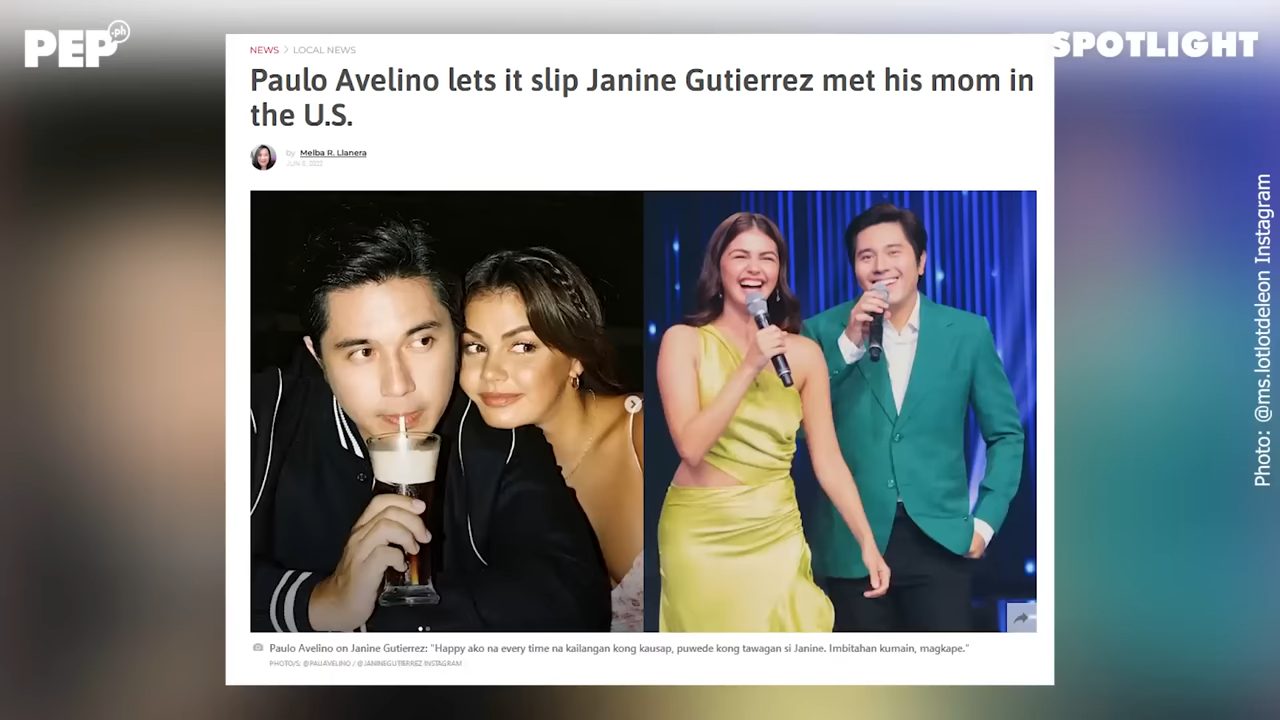 PEP.ph
SPOTLIGHT
NEWS > LOCAL NEWS
Paulo Avelino lets it slip Janine Gutierrez met his mom in
the U.S.
by Melba R. Llanera
Paulo Avelino on Janine Gutierrez: "Happy ako na every time na kailangan kong kausap, puwede kong tawagan si Janine. Imbitahan kumain, magkape."
PHOTO/S: @PAUAVELINO / @JANINEGUTIERREZ INSTAGRAM
Photo: @ms.lotlotdeleon Instagram